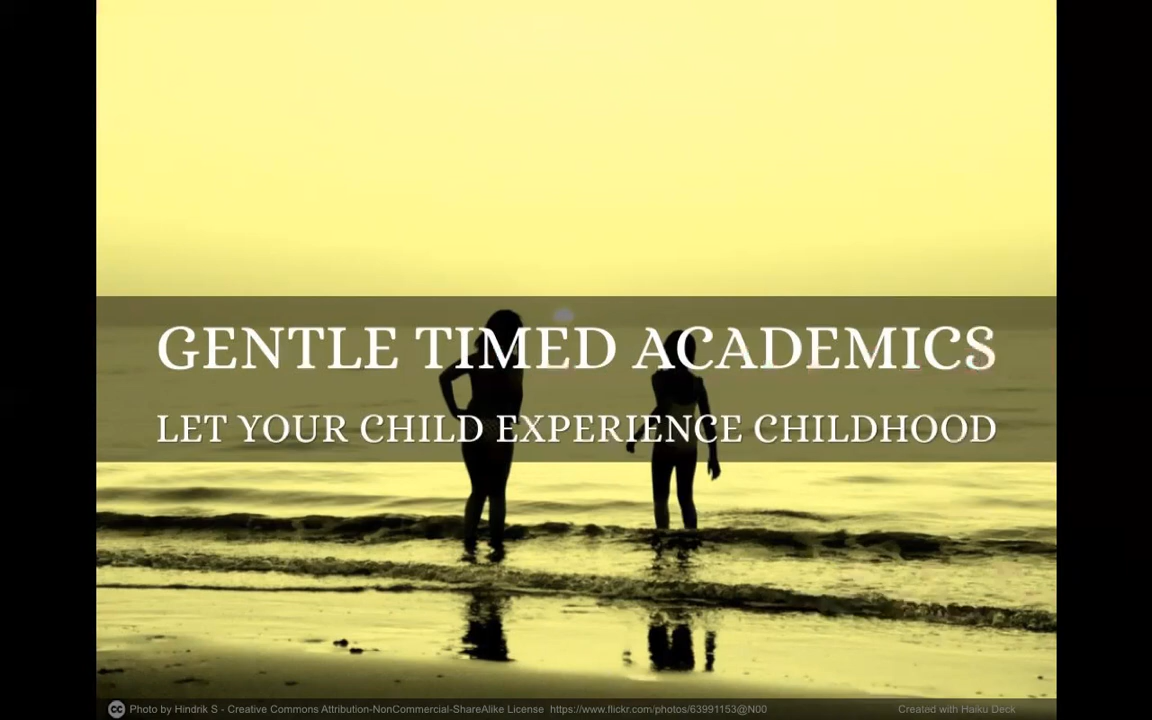 GENTLE TIMED ACADEMICS
LET YOUR CHILD EXPERIENCE CHILDHOOD
cc Photo by Hindrik S - Creative Commons Attribution-NonCommercial-ShareAlike License https://www.flickr.com/photos/63991153@N00 Created with Haiku Deck